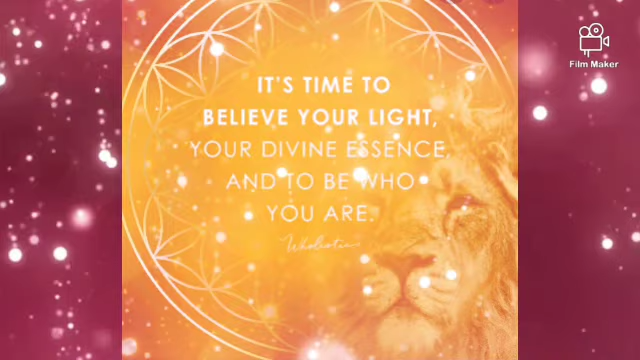 IT'S TIME TO
BELIEVE YOUR LIGHT,
YOUR DIVINE ESSENCE
AND TO BE WHO
YOU ARE.
Film Maker